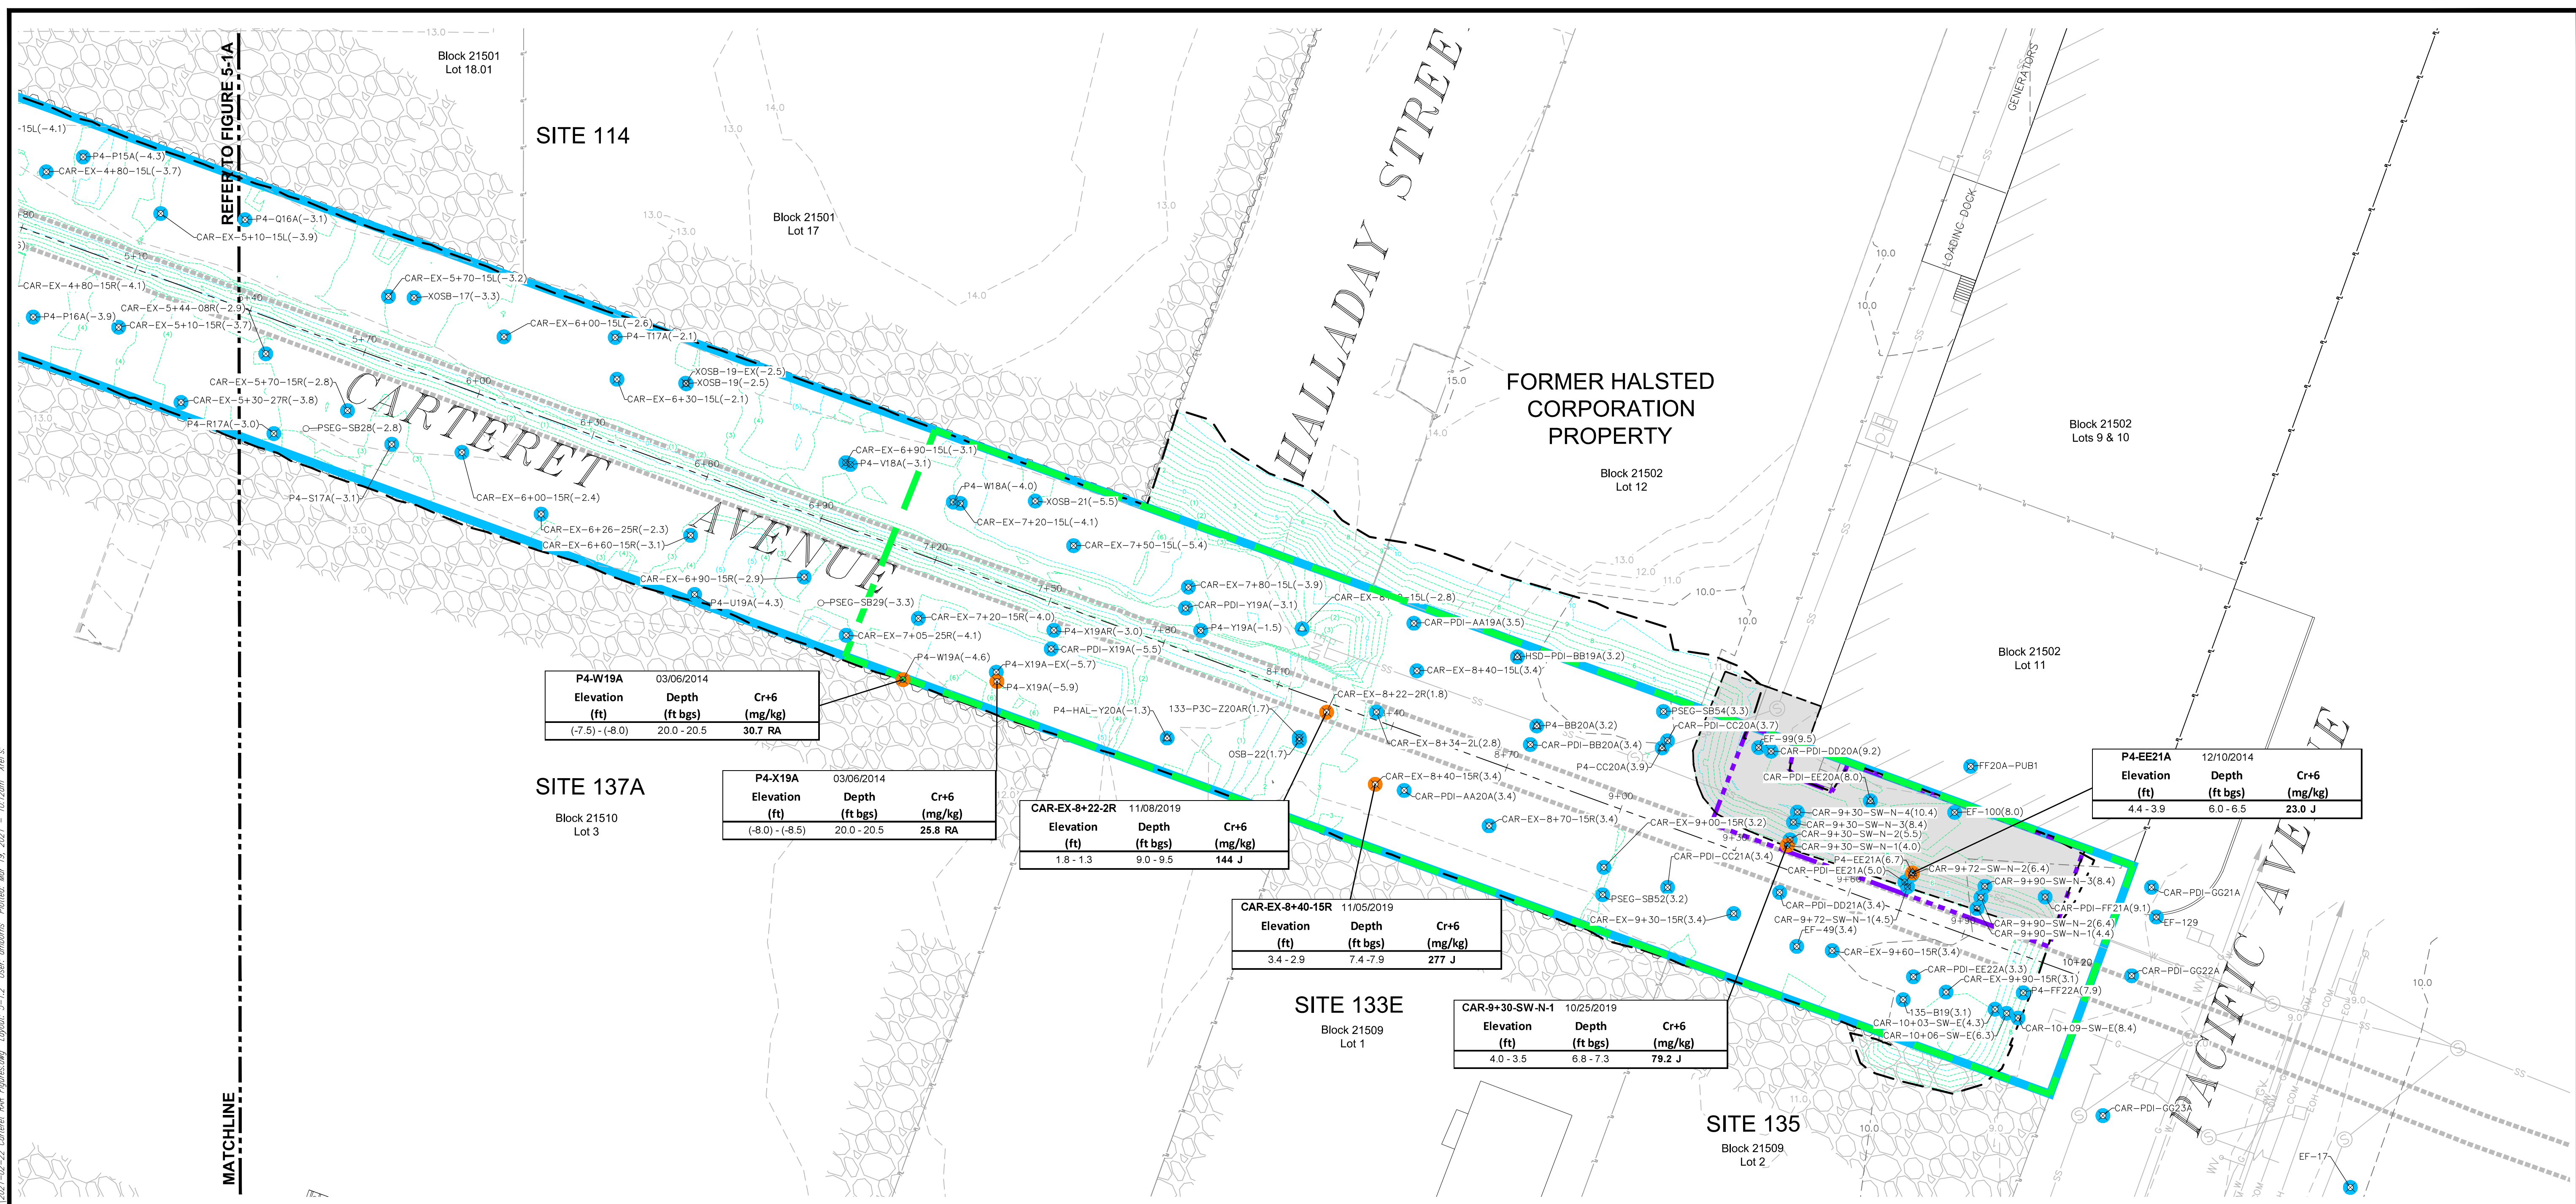 REFER TO FIGURE 5-1A
MATCHLINE
Block 21501
Lot 18.01
SITE 114
Block 21501
Lot 17
HALLADAY STREE
FORMER HALSTED
CORPORATION
PROPERTY
Block 21502
Lot 12
GENERATORS
LOADING DOCK
Block 21502
Lots 9 & 10
Block 21502
Lot 11
CARTERET
AVENUE
PACIFIC AVENUE
SITE 137A
Block 21510
Lot 3
SITE 133E
Block 21509
Lot 1
SITE 135
Block 21509
Lot 2
-15L(-4.1)
P4-P15A(-4.3)
CAR-EX-4+80-15L(-3.7)
P4-Q16A(-3.1)
CAR-EX-5+10-15L(-3.9)
CAR-EX-4+80-15R(-4.1)
P4-P16A(-3.9)
CAR-EX-5+44-08R(-2.9)
CAR-EX-5+10-15R(-3.7)
CAR-EX-5+70-15L(-3.2)
XOSB-17(-3.3)
CAR-EX-6+00-15L(-2.6)
P4-T17A(-2.1)
XOSB-19-EX(-2.5)
XOSB-19(-2.5)
CAR-EX-6+30-15L(-2.1)
CAR-EX-5+70-15R(-2.8)
CAR-EX-5+30-27R(-3.8)
P4-R17A(-3.0)
PSEG-SB28(-2.8)
P4-S17A(-3.1)
CAR-EX-6+00-15R(-2.4)
CAR-EX-6+26-25R(-2.3)
CAR-EX-6+60-15R(-3.1)
CAR-EX-6+90-15L(-3.1)
P4-V18A(-3.1)
P4-W18A(-4.0)
XOSB-21(-5.5)
CAR-EX-7+20-15L(-4.1)
CAR-EX-7+50-15L(-5.4)
CAR-EX-6+90-15R(-2.9)
P4-U19A(-4.3)
PSEG-SB29(-3.3)
CAR-EX-7+20-15R(-4.0)
CAR-EX-7+05-25R(-4.1)
P4-W19A(-4.6)
CAR-EX-7+80-15L(-3.9)
CAR-PDI-Y19A(-3.1)
P4-Y19A(-1.5)
P4-X19AR(-3.0)
CAR-PDI-X19A(-5.5)
P4-X19A-EX(-5.7)
P4-X19A(-5.9)
P4-HAL-Y20A(-1.3)
133-P3C-Z20AR(1.7)
OSB-22(1.7)
CAR-EX-8+22-2R(1.8)
CAR-EX-8+34-2L(2.8)
CAR-PDI-AA19A(3.5)
HSD-PDI-BB19A(3.2)
CAR-EX-8+40-15L(3.4)
P4-BB20A(3.2)
CAR-PDI-BB20A(3.4)
P4-CC20A(3.9)
PSEG-SB54(3.3)
CAR-PDI-CC20A(3.7)
EF-99(9.5)
CAR-PDI-DD20A(9.2)
CAR-PDI-EE20A(8.0)
FF20A-PUB1
CAR-EX-8+40-15R(3.4)
CAR-PDI-AA20A(3.4)
CAR-EX-8+70-15R(3.4)
CAR-EX-9+00-15R(3.2)
CAR-9+30-SW-N-4(10.4)
CAR-9+30-SW-N-3(8.4)
CAR-9+30-SW-N-2(5.5)
CAR-9+30-SW-N-1(4.0)
EF-100(8.0)
CAR-PDI-CC21A(3.4)
P4-EE21A(6.7)
CAR-PDI-EE21A(5.0)
CAR-9+72-SW-N-2(6.4)
CAR-9+90-SW-N-3(8.4)
CAR-PDI-FF21A(9.1)
CAR-PDI-GG21A
PSEG-SB52(3.2)
CAR-EX-9+30-15R(3.4)
CAR-PDI-DD21A(3.4)
CAR-9+72-SW-N-1(4.5)
EF-49(3.4)
CAR-9+90-SW-N-2(6.4)
CAR-9+90-SW-N-1(4.4)
EF-129
CAR-EX-9+60-15R(3.4)
CAR-PDI-EE22A(3.3)
CAR-EX-9+90-15R(3.1)
P4-FF22A(7.9)
CAR-PDI-GG22A
135-B19(3.1)
CAR-10+03-SW-E(4.3)
CAR-10+06-SW-E(6.3)
CAR-10+09-SW-E(8.4)
CAR-PDI-GG23A
EF-17
5+10
5+70
6+00
6+30
6+60
6+90
7+20
7+50
7+80
8+10
8+70
9+00
10+20
P4-W19A 03/06/2014
Elevation Depth Cr+6
(ft) (ft bgs) (mg/kg)
(-7.5) - (-8.0) 20.0 - 20.5 30.7 RA
P4-X19A 03/06/2014
Elevation Depth Cr+6
(ft) (ft bgs) (mg/kg)
(-8.0) - (-8.5) 20.0 - 20.5 25.8 RA
CAR-EX-8+22-2R 11/08/2019
Elevation Depth Cr+6
(ft) (ft bgs) (mg/kg)
1.8 - 1.3 9.0 - 9.5 144 J
CAR-EX-8+40-15R 11/05/2019
Elevation Depth Cr+6
(ft) (ft bgs) (mg/kg)
3.4 - 2.9 7.4 -7.9 277 J
CAR-9+30-SW-N-1 10/25/2019
Elevation Depth Cr+6
(ft) (ft bgs) (mg/kg)
4.0 - 3.5 6.8 - 7.3 79.2 J
P4-EE21A 12/10/2014
Elevation Depth Cr+6
(ft) (ft bgs) (mg/kg)
4.4 - 3.9 6.0 - 6.5 23.0 J